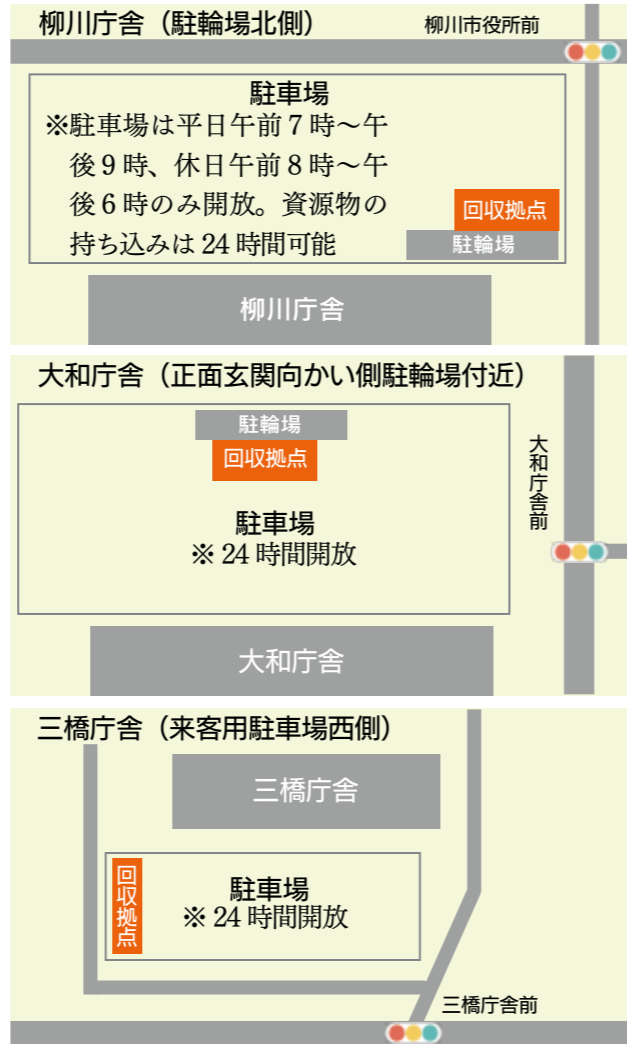 柳川庁舎（駐輪場北側）
柳川市役所前
駐車場
※駐車場は平日午前７時～午
後９時、休日午前８時～午
後６時のみ開放。資源物の
持ち込みは 24 時間可能
回収拠点
駐輪場
柳川庁舎
大和庁舎（正面玄関向かい側駐輪場付近）
駐輪場
回収拠点
大和庁舎前
駐車場
※ 24 時間開放
大和庁舎
三橋庁舎（来客用駐車場西側）
三橋庁舎
回収拠点
駐車場
※ 24 時間開放
三橋庁舎前